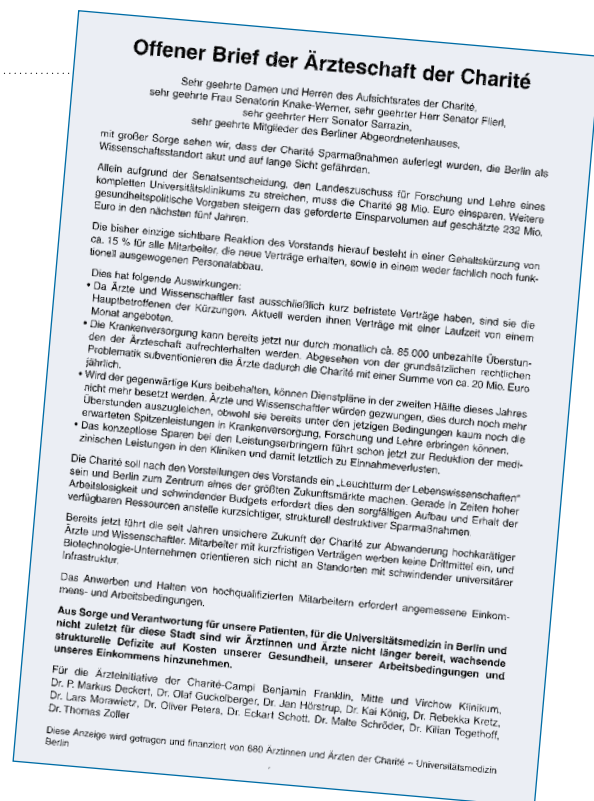 Offener Brief der Ärzteschaft der Charité
Sehr geehrte Damen und Herren des Aufsichtsrates der Charité,
sehr geehrte Frau Senatorin Knake-Werner, sehr geehrter Herr Senator Flierl,
sehr geehrter Herr Senator Sarrazin,
sehr geehrte Mitglieder des Berliner Abgeordnetenhauses,
mit großer Sorge sehen wir, dass der Charité Sparmaßnahmen auferlegt wurden, die Berlin als
Wissenschaftsstandort akut und auf lange Sicht gefährden.
Allein aufgrund der Senatsentscheidung, den Landeszuschuss für Forschung und Lehre eines
kompletten Universitätsklinikums zu streichen, muss die Charité 98 Mio. Euro einsparen. Weitere
gesundheitspolitische Vorgaben steigern das geforderte Einsparvolumen auf geschätzte 232 Mio.
Euro in den nächsten fünf Jahren.
Die bisher einzige sichtbare Reaktion des Vorstands hierauf besteht in einer Gehaltskürzung von
ca. 15 % für alle Mitarbeiter, die neue Verträge erhalten, sowie in einem weder fachlich noch funk-
tionell ausgewogenen Personalabbau.
Dies hat folgende Auswirkungen:
• Da Ärzte und Wissenschaftler fast ausschließlich kurz befristete Verträge haben, sind sie die
Hauptbetroffenen der Kürzungen. Aktuell werden ihnen Verträge mit einer Laufzeit von einem
Monat angeboten.
• Die Krankenversorgung kann bereits jetzt nur durch monatlich ca. 85 000 unbezahlte Überstun-
den der Ärzteschaft aufrechterhalten werden. Abgesehen von der grundsätzlichen rechtlichen
Problematik subventionieren die Ärzte dadurch die Charité mit einer Summe von ca. 20 Mio. Euro
jährlich.
• Wird der gegenwärtige Kurs beibehalten, können Dienstpläne in der zweiten Hälfte dieses Jahres
nicht mehr besetzt werden. Ärzte und Wissenschaftler würden gezwungen, dies durch noch mehr
Überstunden auszugleichen, obwohl sie bereits unter den jetzigen Bedingungen kaum noch die
erwarteten Spitzenleistungen in Krankenversorgung, Forschung und Lehre erbringen können.
• Das konzeptlose Sparen bei den Leistungserbringern führt schon jetzt zur Reduktion der medi-
zinischen Leistungen in den Kliniken und damit letztlich zu Einnahmeverlusten.
Die Charité soll nach den Vorstellungen des Vorstands ein „Leuchtturm der Lebenswissenschaften“
sein und Berlin zum Zentrum eines der größten Zukunftsmärkte machen. Gerade in Zeiten hoher
Arbeitslosigkeit und schwindender Budgets erfordert dies den sorgfältigen Aufbau und Erhalt der
verfügbaren Ressourcen anstelle kurzsichtiger, strukturell destruktiver Sparmaßnahmen.
Bereits jetzt führt die seit Jahren unsichere Zukunft der Charité zur Abwanderung hochkarätiger
Ärzte und Wissenschaftler. Mitarbeiter mit kurzfristigen Verträgen werben keine Drittmittel ein, und
Biotechnologie-Unternehmen orientieren sich nicht an Standorten mit schwindender universitärer
Infrastruktur.
Das Anwerben und Halten von hochqualifizierten Mitarbeitern erfordert angemessene Einkom-
mens- und Arbeitsbedingungen.
Aus Sorge und Verantwortung für unsere Patienten, für die Universitätsmedizin in Berlin und
nicht zuletzt für diese Stadt sind wir Ärztinnen und Ärzte nicht länger bereit, wachsende
strukturelle Defizite auf Kosten unserer Gesundheit, unserer Arbeitsbedingungen und
unseres Einkommens hinzunehmen.
Für die Ärzteinitiative der Charité-Campi Benjamin Franklin, Mitte und Virchow Klinikum,
Dr. P. Markus Deckert, Dr. Olaf Guckelberger, Dr. Jan Hörstrup, Dr. Kai König, Dr. Rebekka Kretz,
Dr. Lars Morawietz, Dr. Oliver Peters, Dr. Eckart Schott, Dr. Malte Schröder, Dr. Kilian Tegethoff,
Dr. Thomas Zoller
Diese Anzeige wird getragen und finanziert von 680 Ärztinnen und Ärzten der Charité – Universitätsmedizin
Berlin